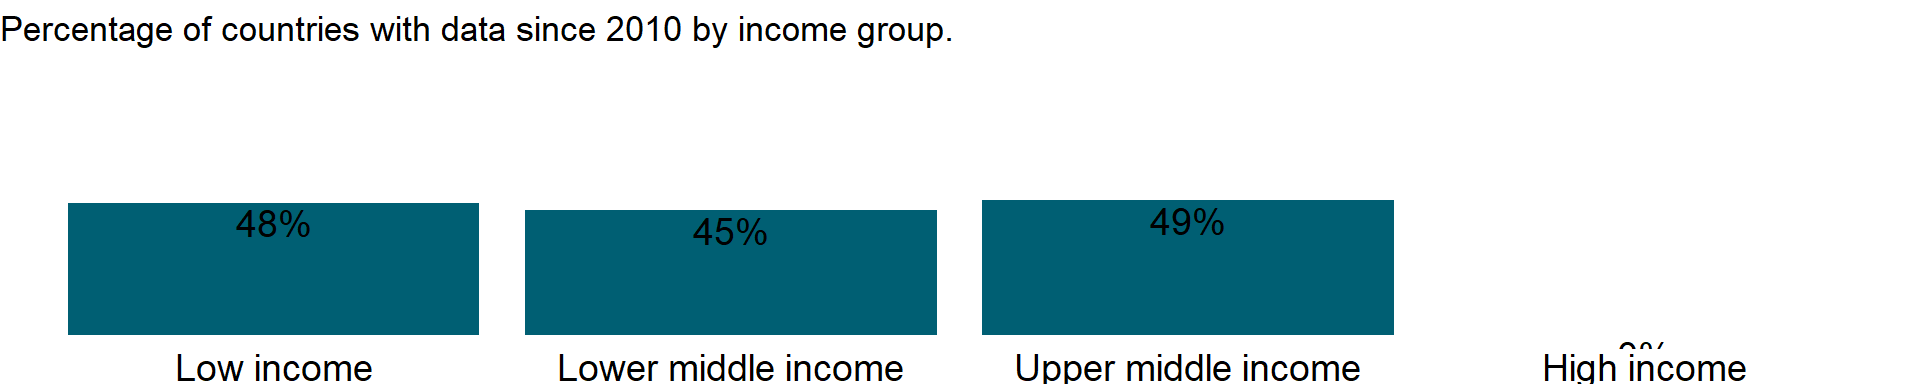 Percentage of countries with data since 2010 by income group.
48%
45%
49%
Low income
Lower middle income
Upper middle income
High income